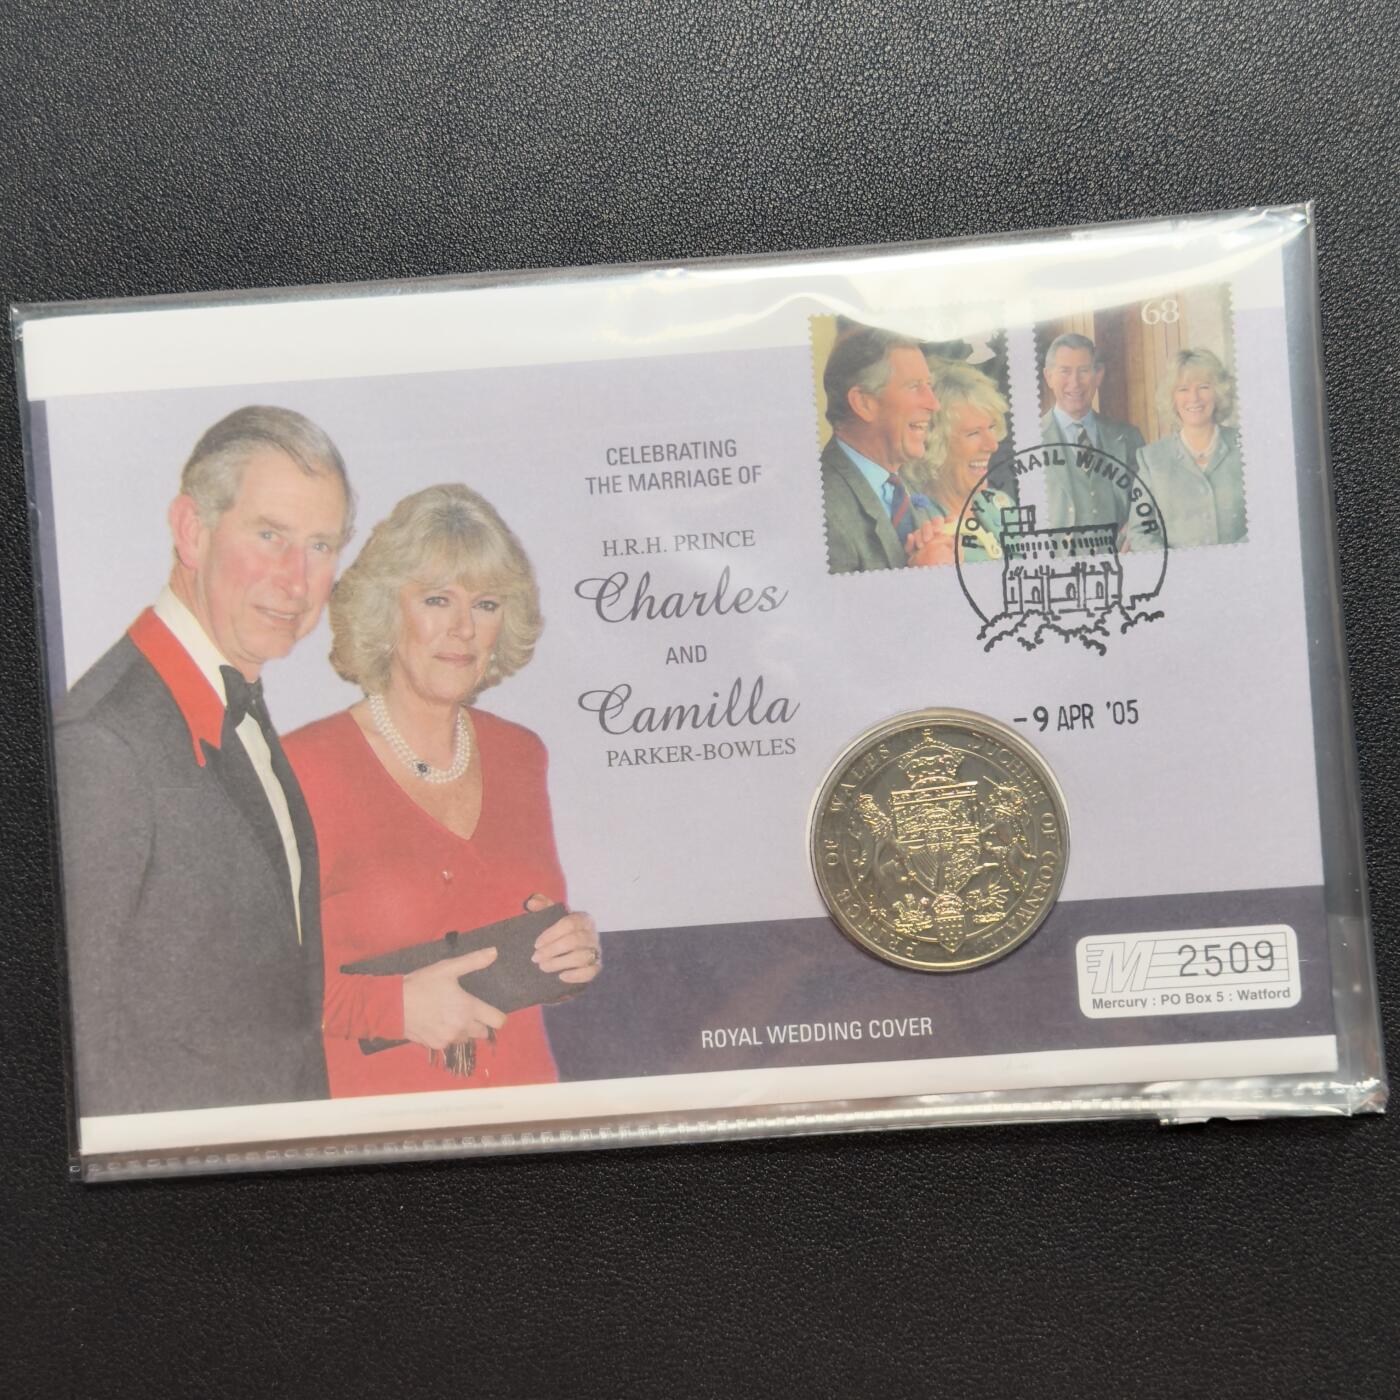 CELEBRATING
THE MARRIAGE OF
H.R.H. PRINCE
Charles
AND
Camilla
PARKER-BOWLES
68
ROYAL MAIL WINDSOR
-9 APR '05
PRINCE OF WALES DUCHESS OF CORNWALL
M 2509
Mercury : PO Box 5 : Watford
ROYAL WEDDING COVER